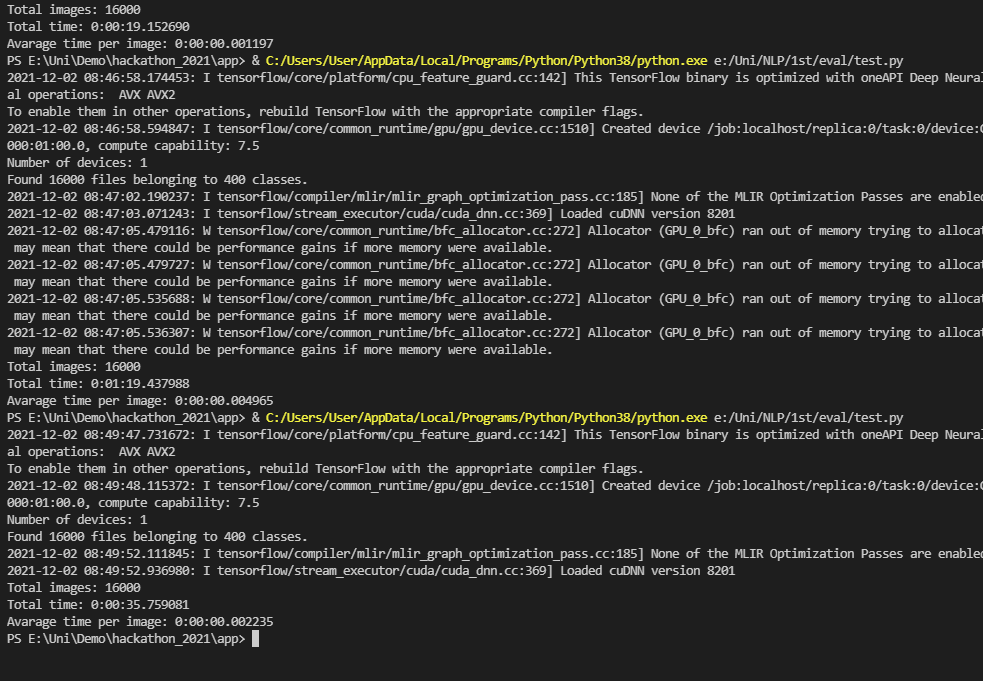 Total images: 16000
Total time: 0:00:19.152690
Avarage time per image: 0:00:00.001197
PS E:\Uni\Demo\hackathon_2021\app> & C:/Users/User/AppData/Local/Programs/Python/Python38/python.exe e:/Uni/NLP/1st/eval/test.py
2021-12-02 08:46:58.174453: I tensorflow/core/platform/cpu_feature_guard.cc:142] This TensorFlow binary is optimized with oneAPI Deep Neural
al operations:  AVX AVX2
To enable them in other operations, rebuild TensorFlow with the appropriate compiler flags.
2021-12-02 08:46:58.594847: I tensorflow/core/common_runtime/gpu/gpu_device.cc:1510] Created device /job:localhost/replica:0/task:0/device:G
000:01:00.0, compute capability: 7.5
Number of devices: 1
Found 16000 files belonging to 400 classes.
2021-12-02 08:47:02.190237: I tensorflow/compiler/mlir/mlir_graph_optimization_pass.cc:185] None of the MLIR Optimization Passes are enabled
2021-12-02 08:47:03.071243: I tensorflow/stream_executor/cuda/cuda_dnn.cc:369] Loaded cuDNN version 8201
2021-12-02 08:47:05.479116: W tensorflow/core/common_runtime/bfc_allocator.cc:272] Allocator (GPU_0_bfc) ran out of memory trying to allocat
may mean that there could be performance gains if more memory were available.
2021-12-02 08:47:05.479727: W tensorflow/core/common_runtime/bfc_allocator.cc:272] Allocator (GPU_0_bfc) ran out of memory trying to allocat
may mean that there could be performance gains if more memory were available.
2021-12-02 08:47:05.535688: W tensorflow/core/common_runtime/bfc_allocator.cc:272] Allocator (GPU_0_bfc) ran out of memory trying to allocat
may mean that there could be performance gains if more memory were available.
2021-12-02 08:47:05.536307: W tensorflow/core/common_runtime/bfc_allocator.cc:272] Allocator (GPU_0_bfc) ran out of memory trying to allocat
may mean that there could be performance gains if more memory were available.
Total images: 16000
Total time: 0:01:19.437988
Avarage time per image: 0:00:00.004965
PS E:\Uni\Demo\hackathon_2021\app> & C:/Users/User/AppData/Local/Programs/Python/Python38/python.exe e:/Uni/NLP/1st/eval/test.py
2021-12-02 08:49:47.731672: I tensorflow/core/platform/cpu_feature_guard.cc:142] This TensorFlow binary is optimized with oneAPI Deep Neural
al operations:  AVX AVX2
To enable them in other operations, rebuild TensorFlow with the appropriate compiler flags.
2021-12-02 08:49:48.115372: I tensorflow/core/common_runtime/gpu/gpu_device.cc:1510] Created device /job:localhost/replica:0/task:0/device:G
000:01:00.0, compute capability: 7.5
Number of devices: 1
Found 16000 files belonging to 400 classes.
2021-12-02 08:49:52.111845: I tensorflow/compiler/mlir/mlir_graph_optimization_pass.cc:185] None of the MLIR Optimization Passes are enabled
2021-12-02 08:49:52.936980: I tensorflow/stream_executor/cuda/cuda_dnn.cc:369] Loaded cuDNN version 8201
Total images: 16000
Total time: 0:00:35.759081
Avarage time per image: 0:00:00.002235
PS E:\Uni\Demo\hackathon_2021\app>